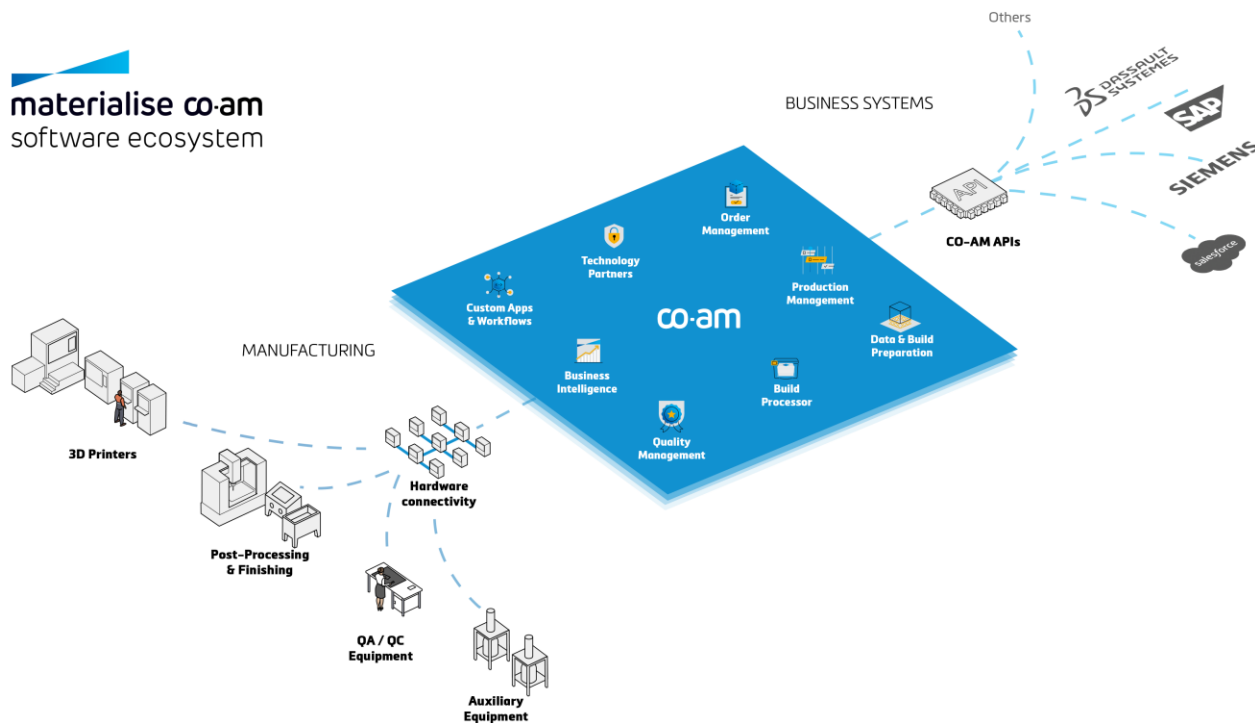 materialise co·am
software ecosystem
Others
BUSINESS SYSTEMS
DASSAULT
SYSTEMES
SAP
SIEMENS
salesforce
API
CO-AM APIs
Order
Management
Technology
Partners
Production
Management
Custom Apps
& Workflows
co·am
Data & Build
Preparation
Business
Intelligence
Build
Processor
Quality
Management
MANUFACTURING
3D Printers
Hardware
connectivity
Post-Processing
& Finishing
QA / QC
Equipment
Auxiliary
Equipment